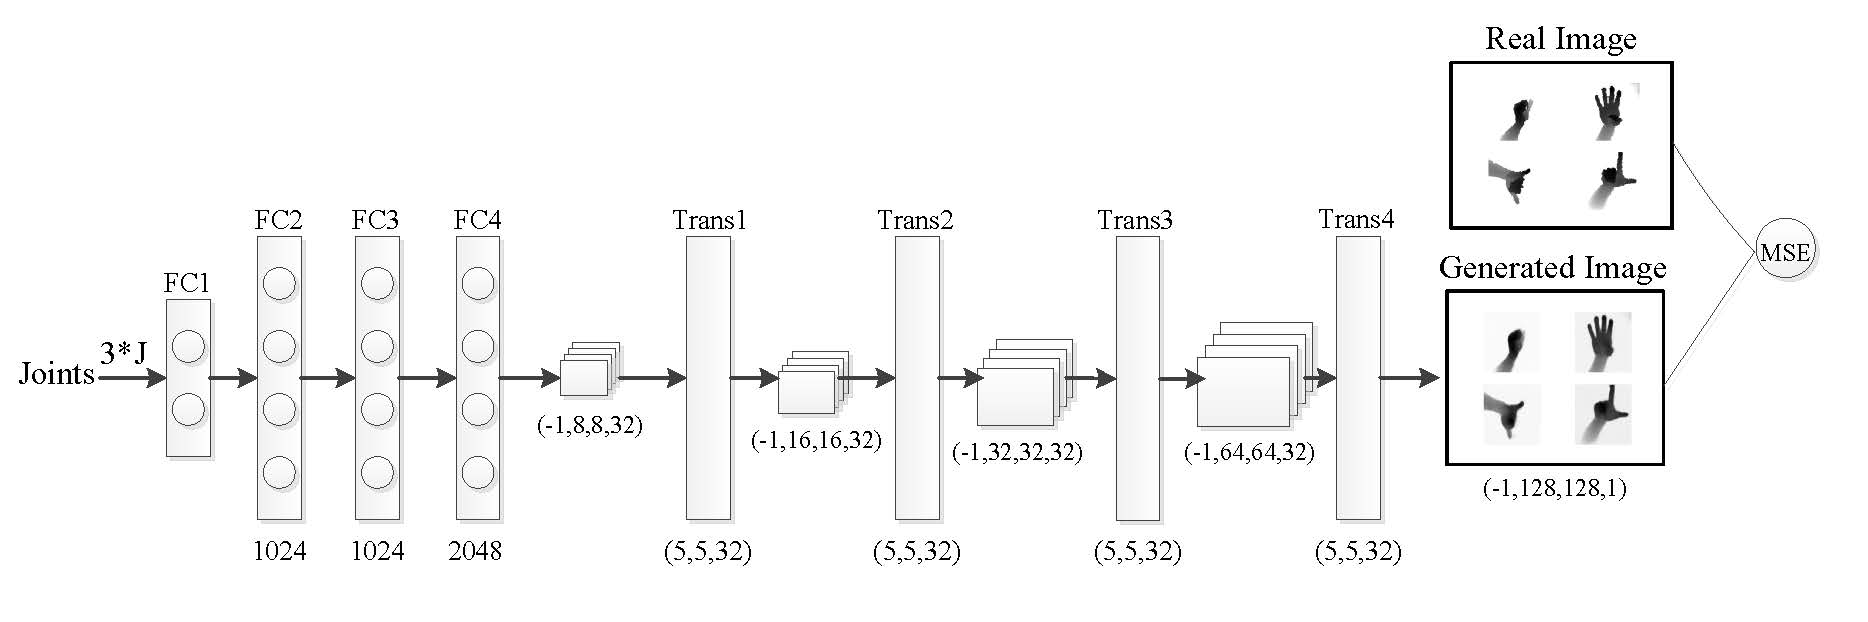 Real Image
FC2
FC3
FC4
Trans1
Trans2
Trans3
Trans4
MSE
Generated Image
FC1
3*J
Joints
(-1,8,8,32)
(-1,16,16,32)
(-1,32,32,32)
(-1,64,64,32)
(-1,128,128,1)
1024
1024
2048
(5,5,32)
(5,5,32)
(5,5,32)
(5,5,32)